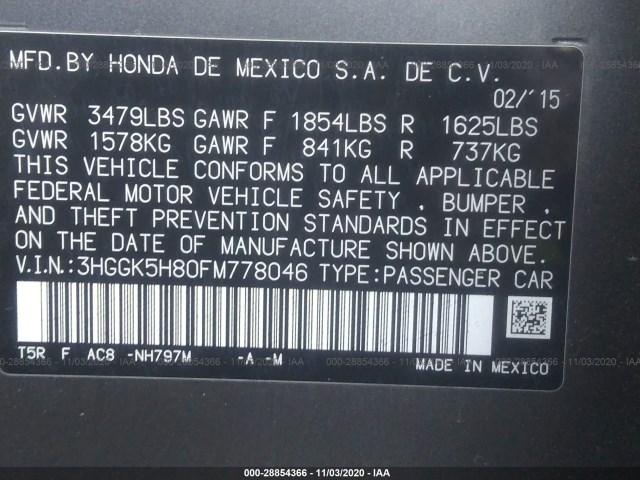 MFD.BY HONDA DE MEXICO S.A. DE C.V.
02/'15
GVWR 3479LBS GAWR F 1854LBS R 1625LBS
GVWR 1578KG GAWR F 841KG R 737KG
THIS VEHICLE CONFORMS TO ALL APPLICABLE
FEDERAL MOTOR VEHICLE SAFETY , BUMPER ,
AND THEFT PREVENTION STANDARDS IN EFFECT
ON THE DATE OF MANUFACTURE SHOWN ABOVE.
V.I.N.:3HGGK5H80FM778046 TYPE:PASSENGER CAR
T5R F AC8 -NH797M -A -M
MADE IN MEXICO
000-28854366 - 11/03/2020 - IAA